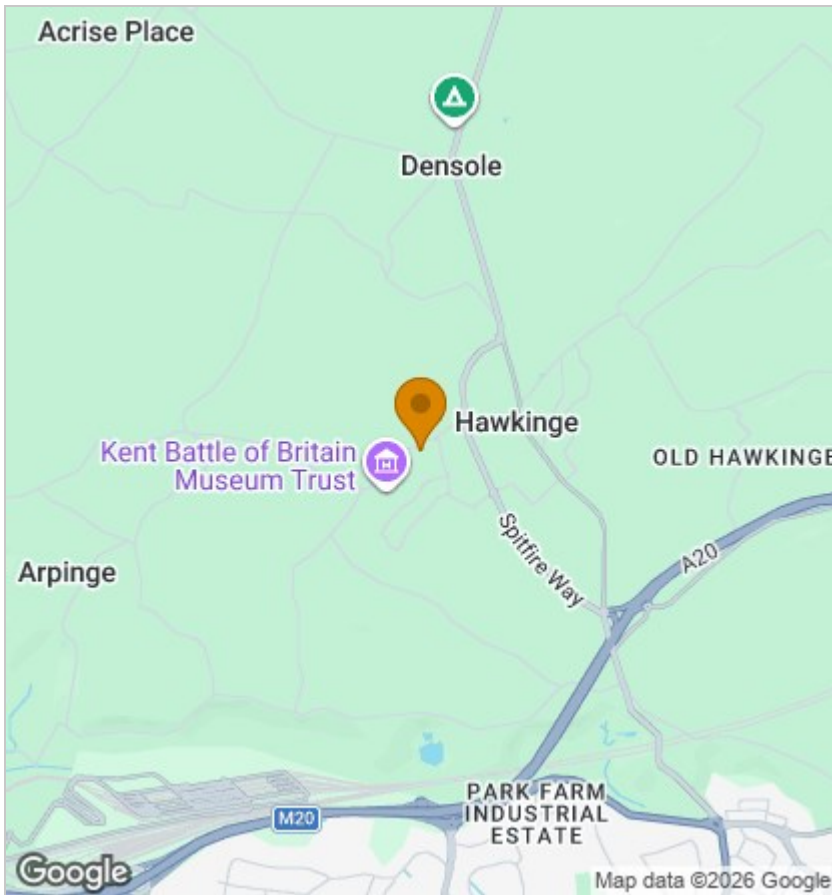 Acrise Place
Densole
Hawkinge
Kent Battle of Britain
Museum Trust
OLD HAWKINGE
Spitfire Way
A20
Arpinge
PARK FARM
INDUSTRIAL
ESTATE
M20
Google
Map data ©2026 Google